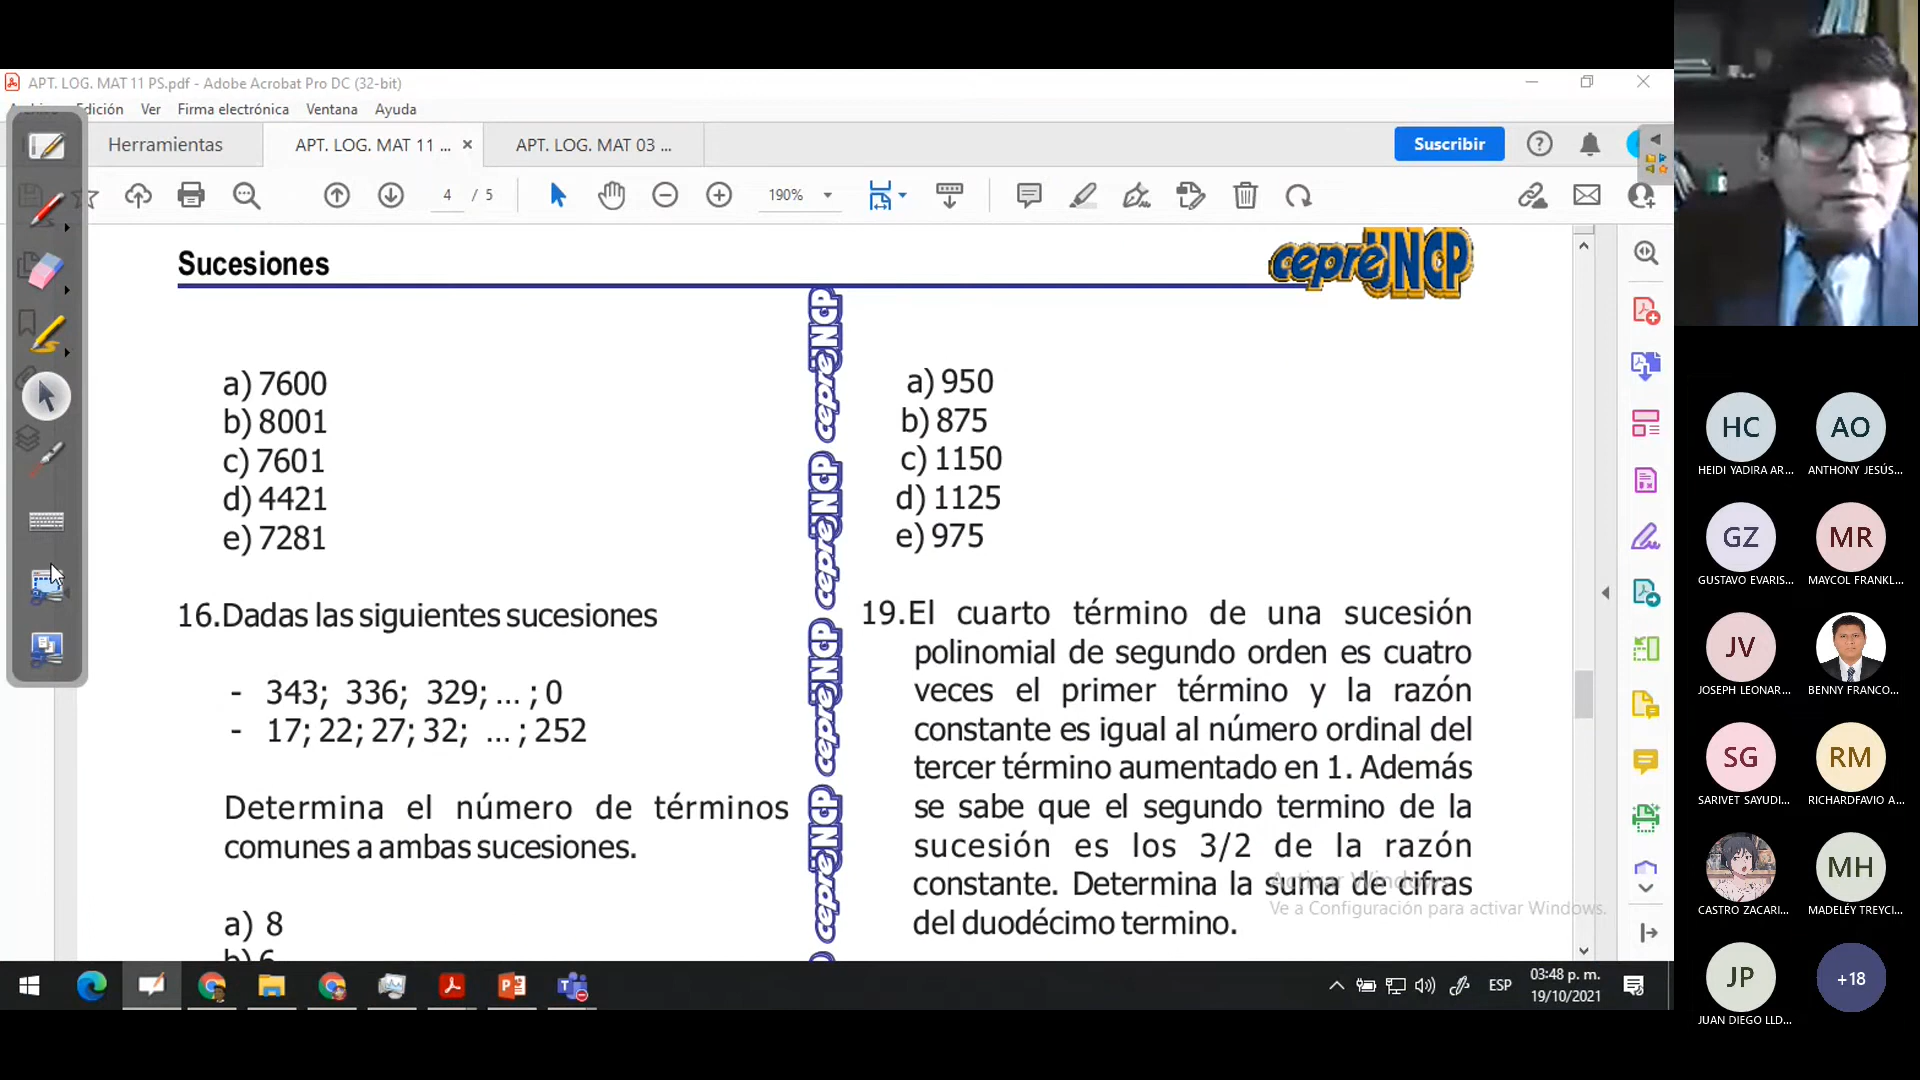 APT. LOG. MAT 11 PS.pdf - Adobe Acrobat Pro DC (32-bit)
Edición Ver Firma electrónica Ventana Ayuda
Herramientas
APT. LOG. MAT 11 ...
APT. LOG. MAT 03 ...
Suscribir
4 / 5
190%
Sucesiones
cepreUNCP
a) 7600
b) 8001
c) 7601
d) 4421
e) 7281
16.Dadas las siguientes sucesiones
- 343; 336; 329; ... ; 0
- 17; 22; 27; 32; ... ; 252
Determina el número de términos
comunes a ambas sucesiones.
a) 8
b) 6
cepreUNCP
cepreUNCP
cepreUNCP
cepreUNCP
a) 950
b) 875
c) 1150
d) 1125
e) 975
19.El cuarto término de una sucesión
polinomial de segundo orden es cuatro
veces el primer término y la razón
constante es igual al número ordinal del
tercer término aumentado en 1. Además
se sabe que el segundo termino de la
sucesión es los 3/2 de la razón
constante. Determina la suma de cifras
del duodécimo termino.
Activar Windows
Ve a Configuración para activar Windows.
ESP
03:48 p. m.
19/10/2021
HC
HEIDI YADIRA AR...
AO
ANTHONY JESÚS...
GZ
GUSTAVO EVARIS...
MR
MAYCOL FRANKL...
JV
JOSEPH LEONAR...
BENNY FRANCO...
SG
SARIVET SAYUDI...
RM
RICHARDFAVIO A...
CASTRO ZACARI...
MH
MADELÉY TREYCI...
JP
JUAN DIEGO LLD...
+18